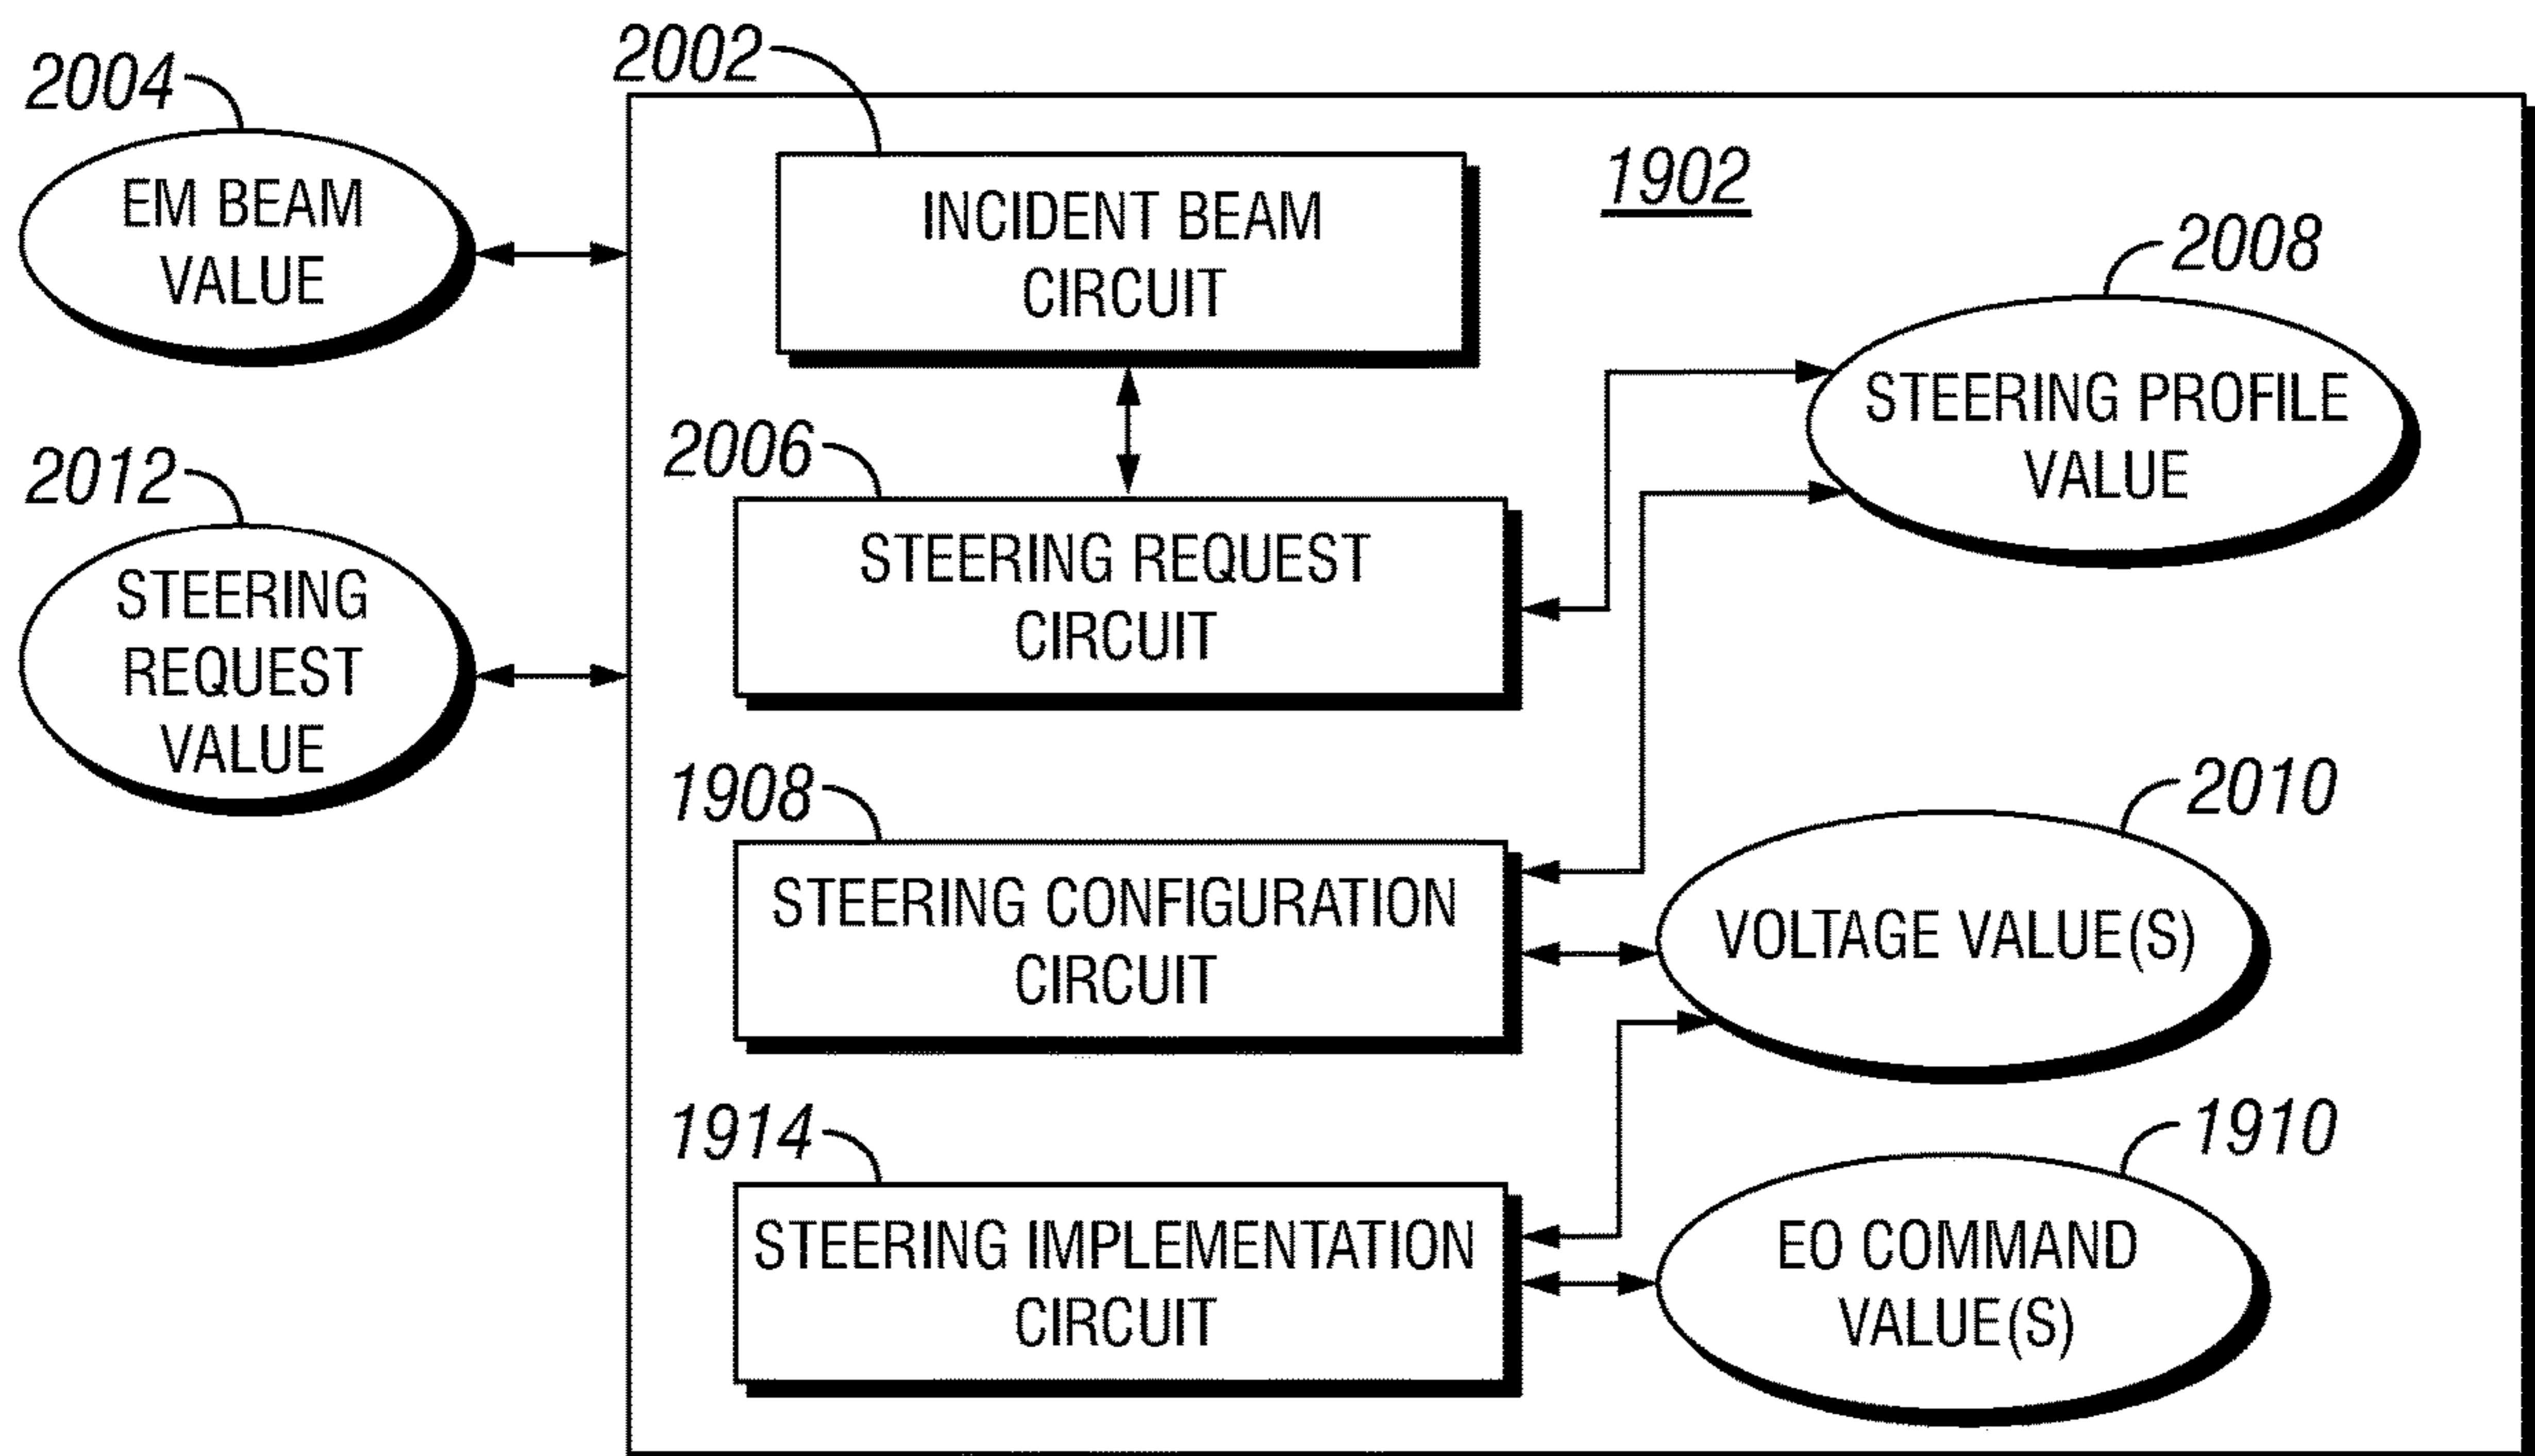 2002
2004
EM BEAM
VALUE
INCIDENT BEAM
CIRCUIT
1902
2008
STEERING PROFILE
VALUE
2006
STEERING REQUEST
CIRCUIT
2012
STEERING
REQUEST
VALUE
1908
STEERING CONFIGURATION
CIRCUIT
2010
VOLTAGE VALUE(S)
1914
STEERING IMPLEMENTATION
CIRCUIT
1910
EO COMMAND
VALUE(S)